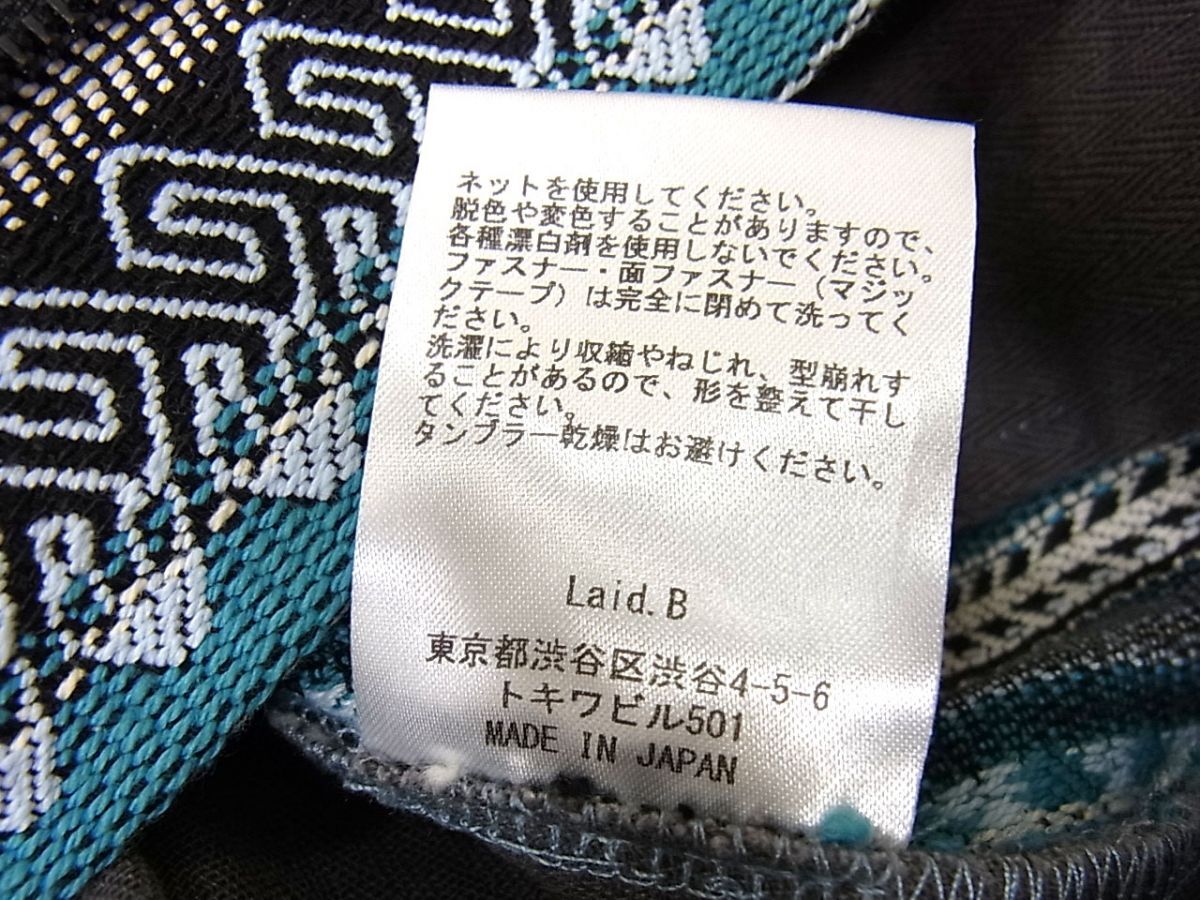 ネットを使用してください。
脱色や変色することがありますので、
各種漂白剤を使用しないでください。
ファスナー・面ファスナー（マジッ
クテープ）は完全に閉めて洗ってく
ださい。
洗濯により収縮やねじれ、型崩れす
ることがあるので、形を整えて干し
てください。
タンブラー乾燥はお避けください。
Laid.B
東京都渋谷区渋谷4-5-6
トキワビル501
MADE IN JAPAN